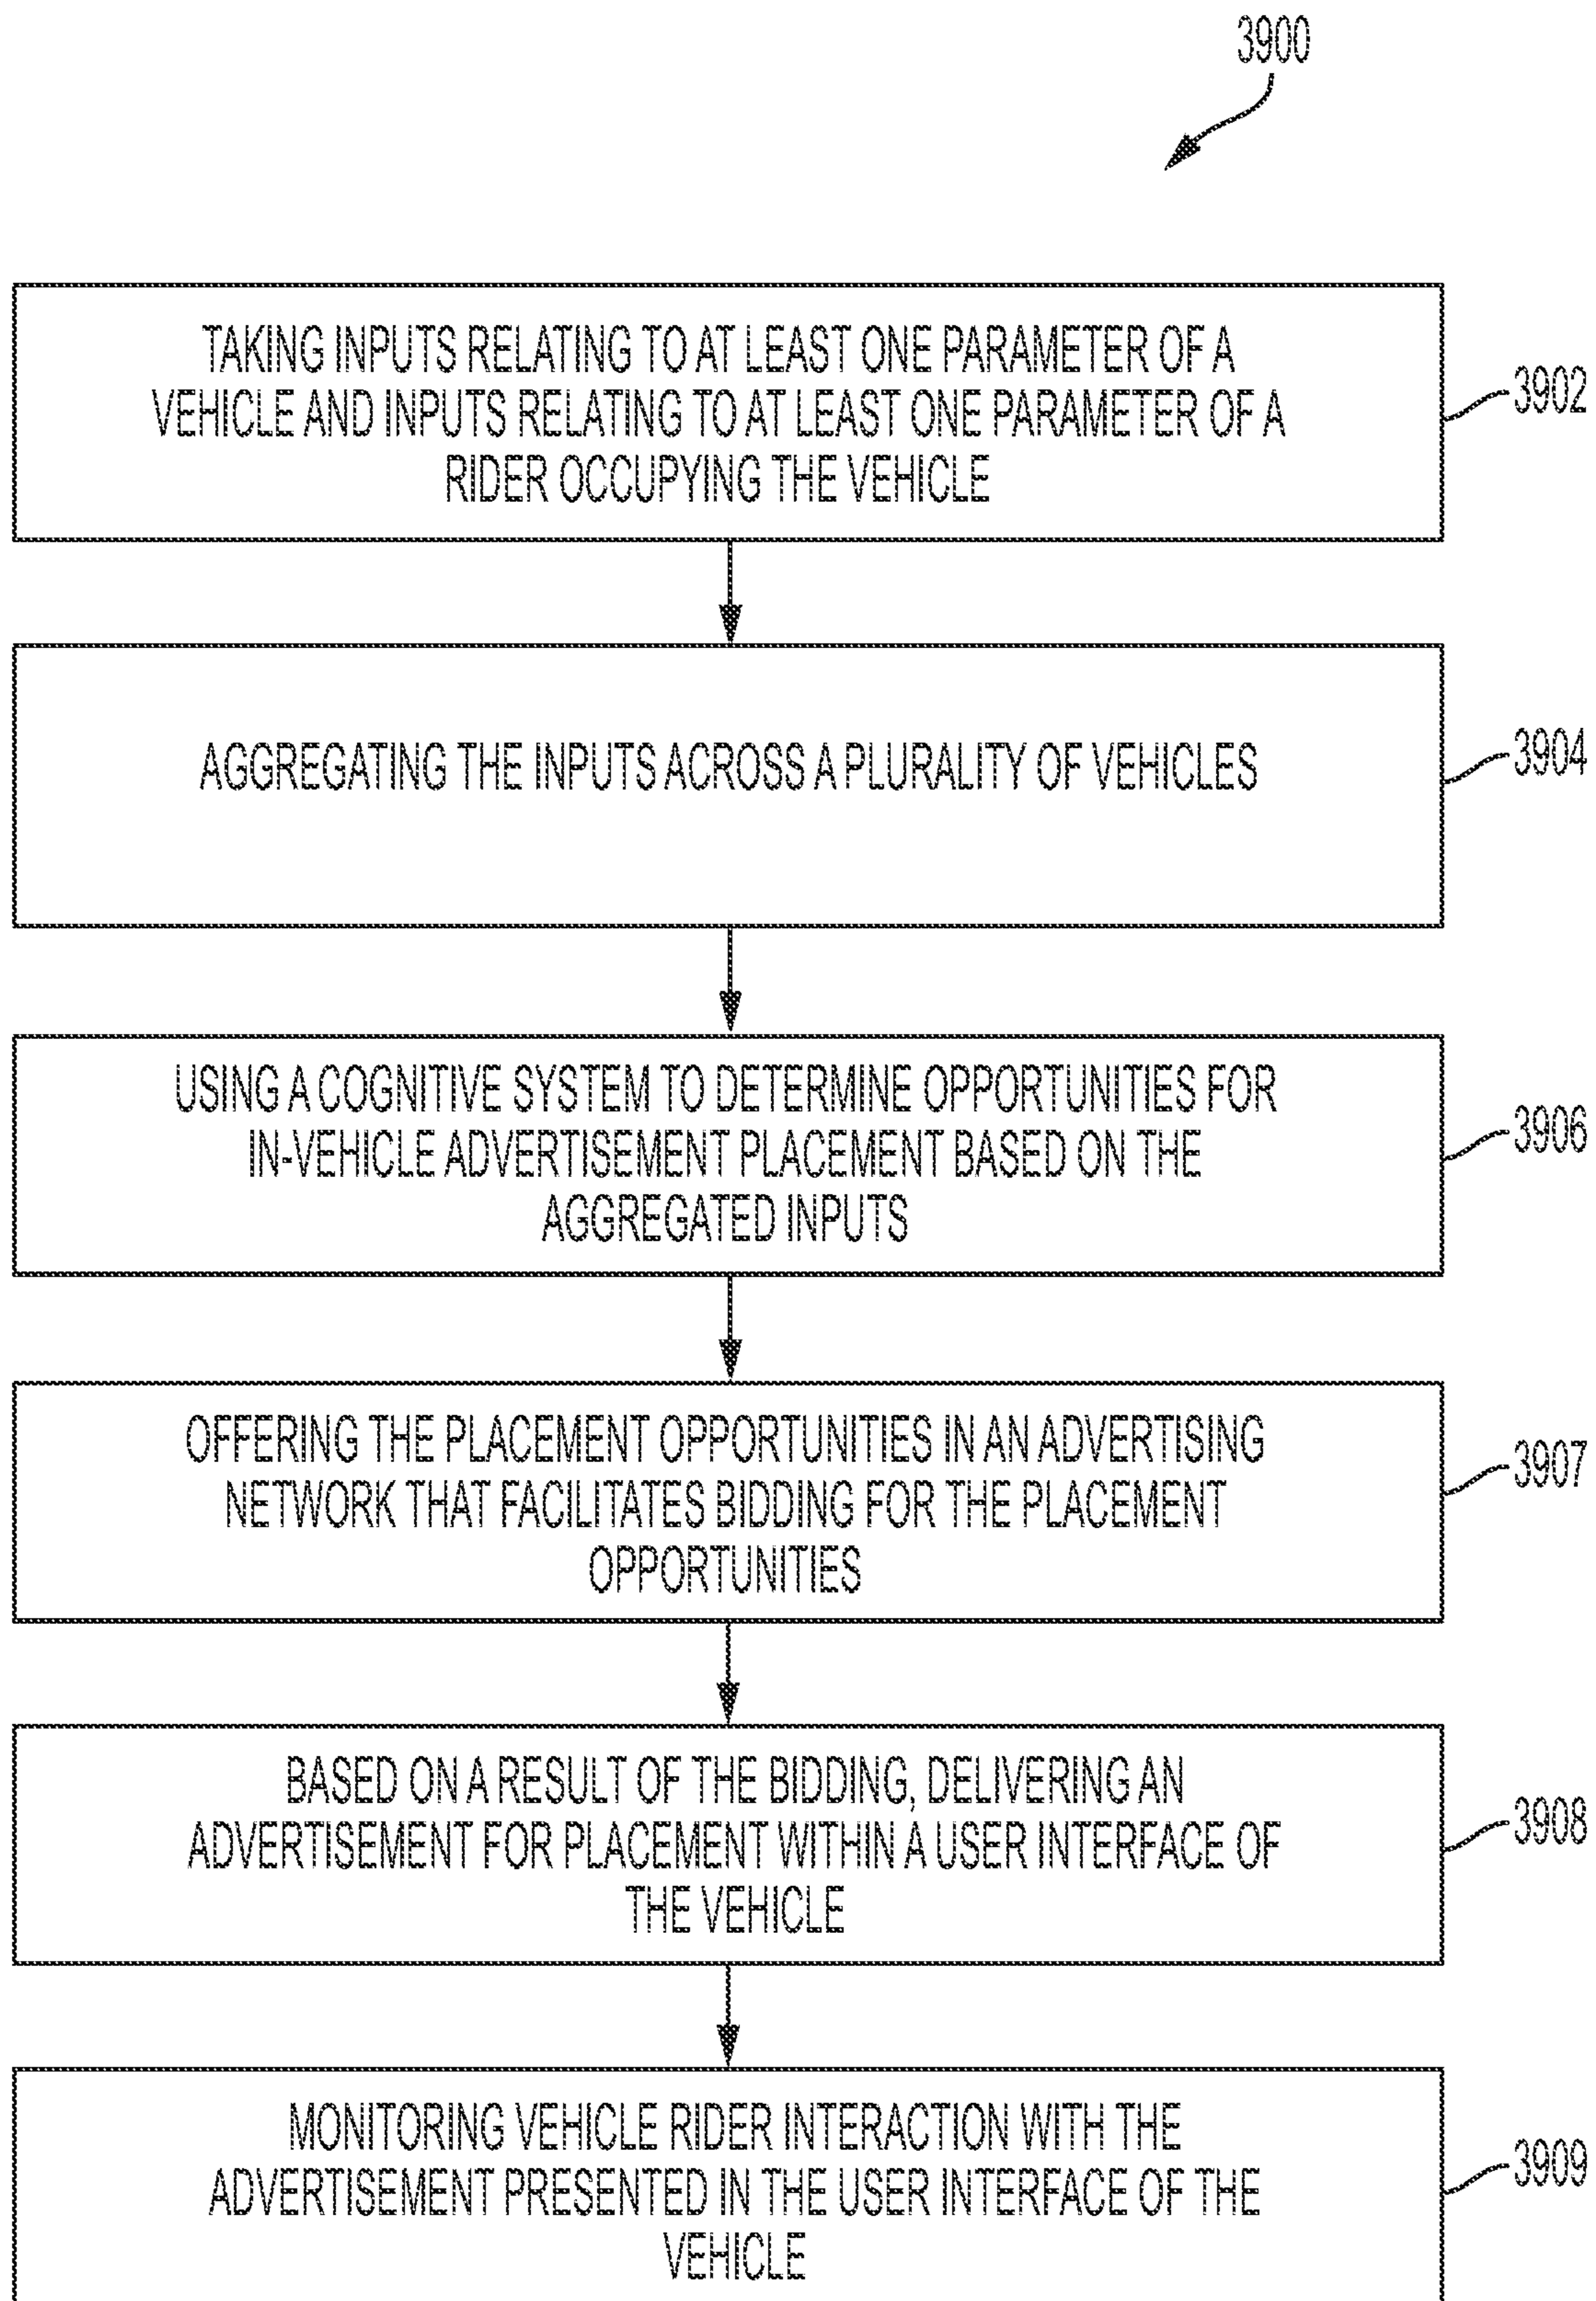 3900
TAKING INPUTS RELATING TO AT LEAST ONE PARAMETER OF A
VEHICLE AND INPUTS RELATING TO AT LEAST ONE PARAMETER OF A
RIDER OCCUPYING THE VEHICLE
3902
AGGREGATING THE INPUTS ACROSS A PLURALITY OF VEHICLES
3904
USING A COGNITIVE SYSTEM TO DETERMINE OPPORTUNITIES FOR
IN-VEHICLE ADVERTISEMENT PLACEMENT BASED ON THE
AGGREGATED INPUTS
3906
OFFERING THE PLACEMENT OPPORTUNITIES IN AN ADVERTISING
NETWORK THAT FACILITATES BIDDING FOR THE PLACEMENT
OPPORTUNITIES
3907
BASED ON A RESULT OF THE BIDDING, DELIVERING AN
ADVERTISEMENT FOR PLACEMENT WITHIN A USER INTERFACE OF
THE VEHICLE
3908
MONITORING VEHICLE RIDER INTERACTION WITH THE
ADVERTISEMENT PRESENTED IN THE USER INTERFACE OF THE
VEHICLE
3909